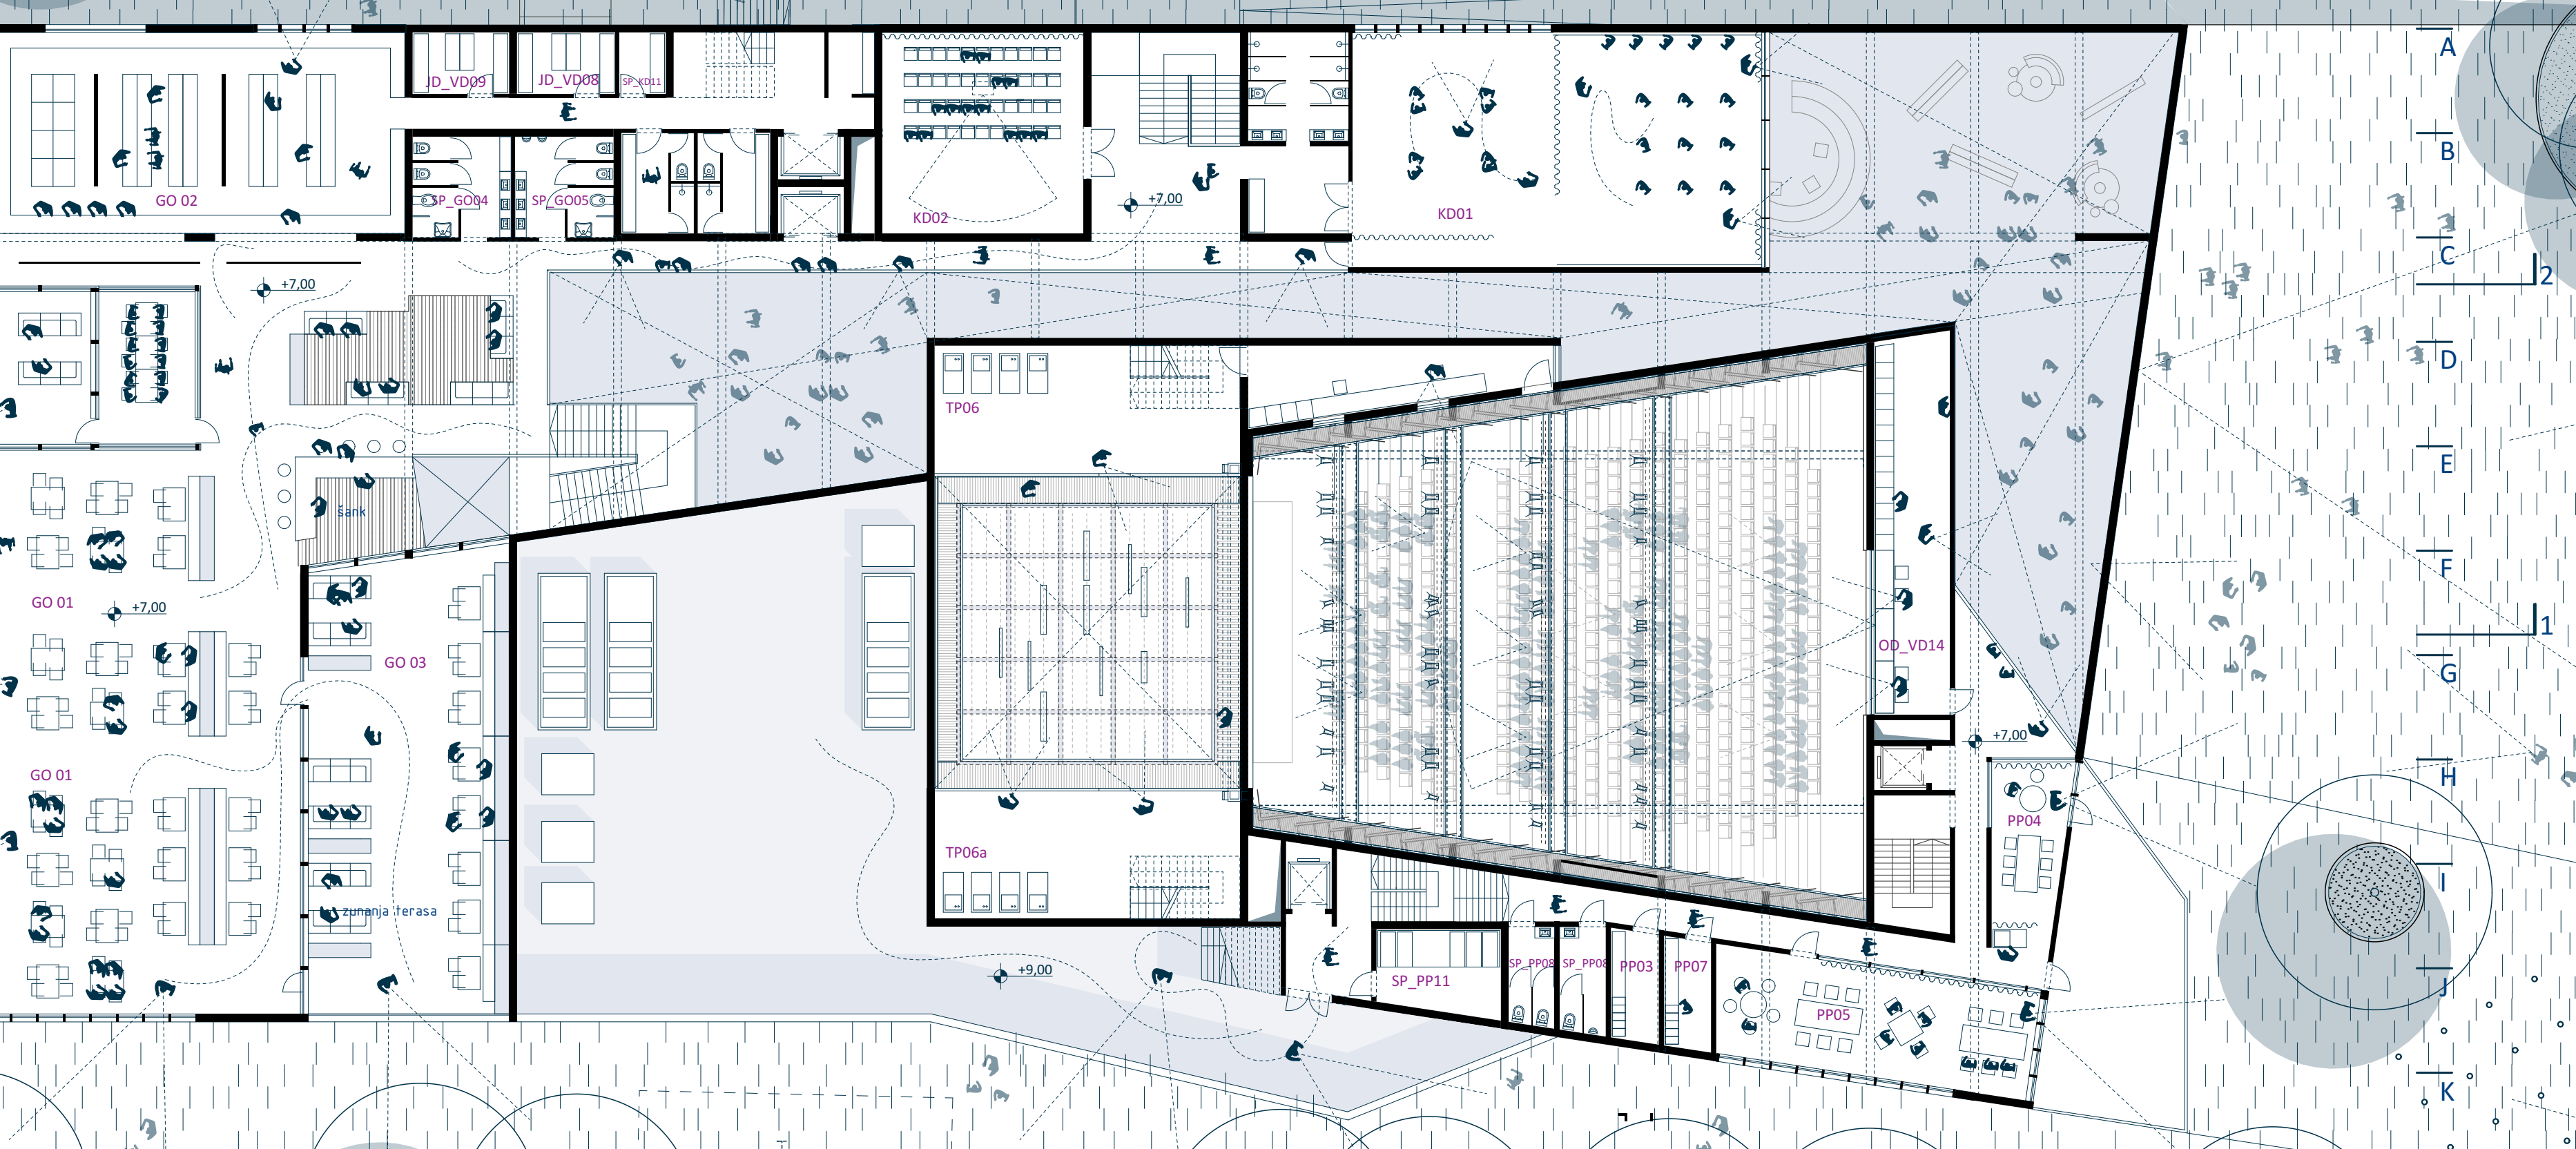 JD_VD09
JD_VD08
SP_KD11
A
B
GO 02
SP_GO04
SP_GO05
KD02
+7,00
KD01
C
2
+7,00
D
TP06
E
šank
F
GO 01
+7,00
1
GO 03
OD_VD14
G
+7,00
GO 01
H
PP04
TP06a
I
zunanja terasa
+9,00
SP_PP11
SP_PP08
SP_PP08
PP03
PP07
J
PP05
K